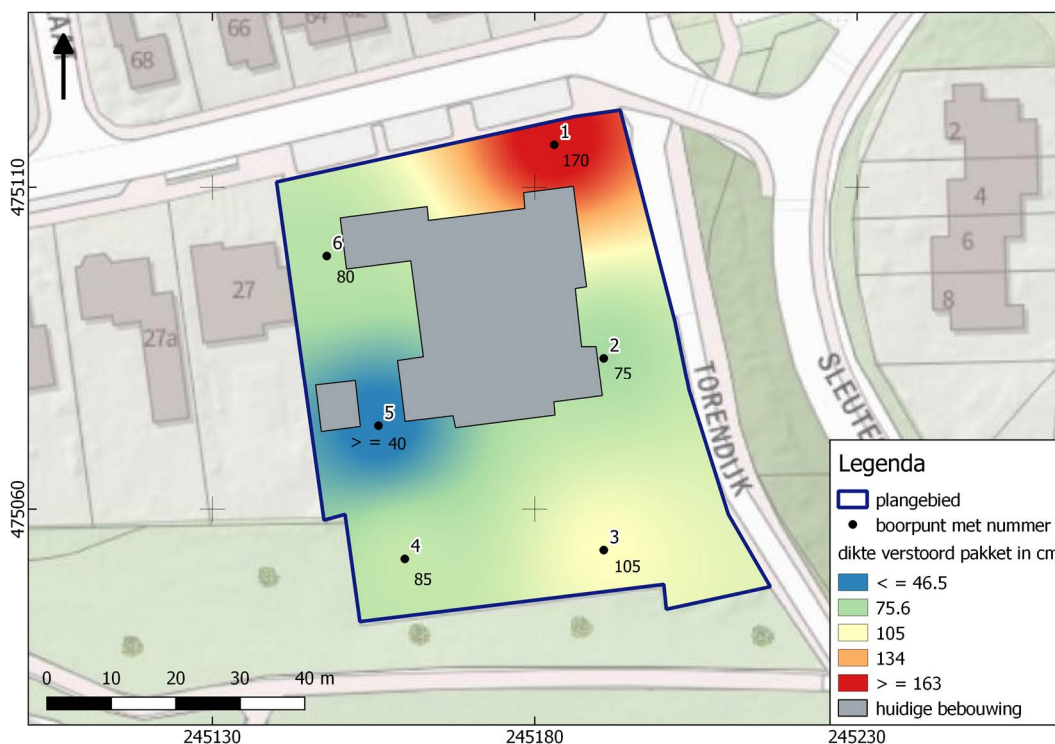 68
66
64
27
27a
2
4
6
8
TORENDIJK
SLEUTE
1
170
6
80
2
75
5
> = 40
4
85
3
105
475110
475060
245130
245180
245230
0 10 20 30 40 m
Legenda
plangebied
boorpunt met nummer
dikte verstoord pakket in cm
< = 46.5
75.6
105
134
> = 163
huidige bebouwing